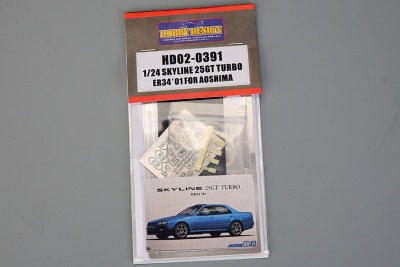 HOBBY DESIGN
HD02-0391
1/24 SKYLINE 25GT TURBO
ER34 '01 FOR AOSHIMA
SKYLINE 25GT TURBO
ER34 '01